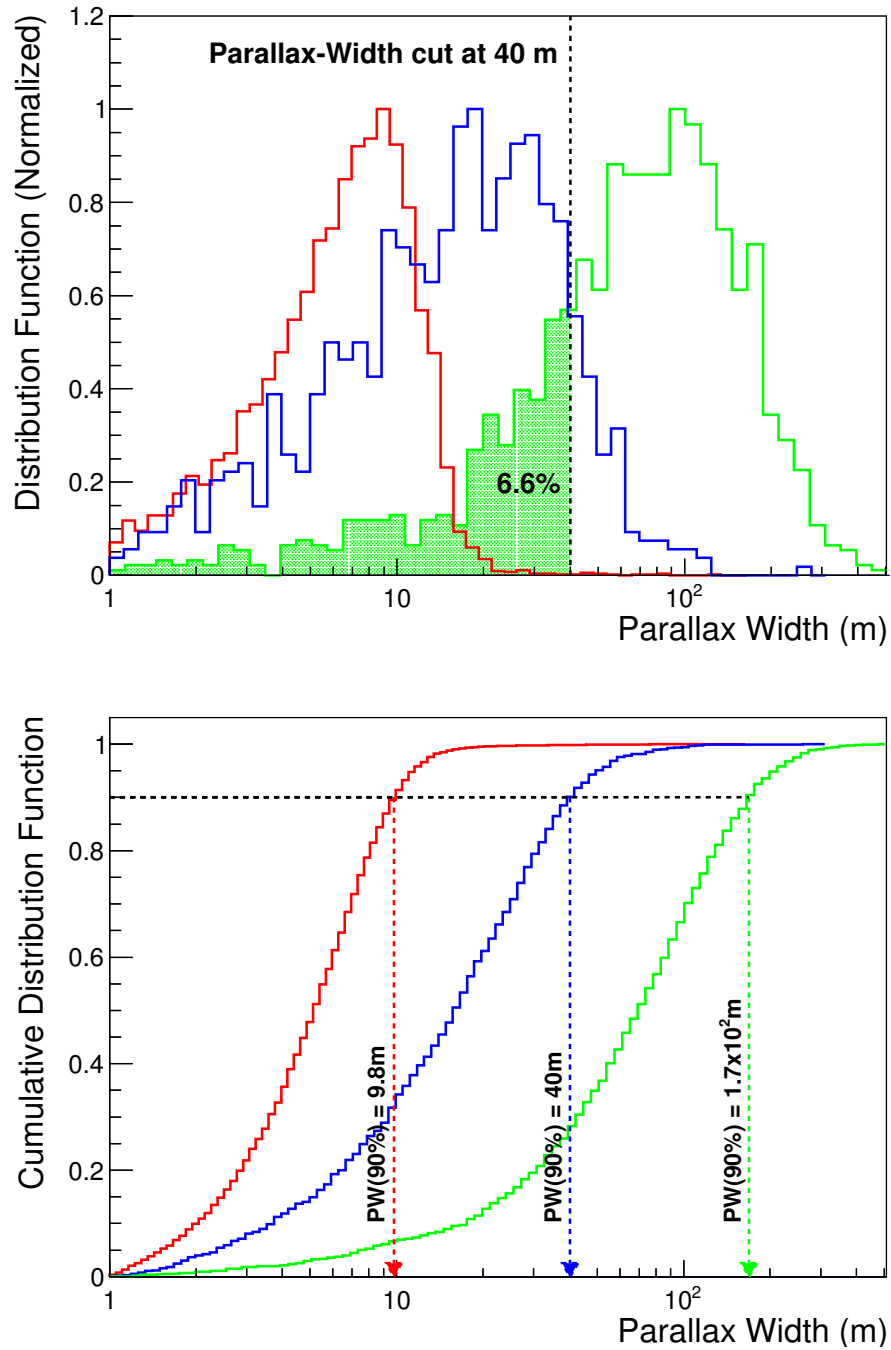 Distribution Function (Normalized)
1.2
1
0.8
0.6
0.4
0.2
0
Parallax-Width cut at 40 m
6.6%
1
10
10²
Parallax Width (m)
Cumulative Distribution Function
1
0.8
0.6
0.4
0.2
0
PW(90%) = 9.8m
PW(90%) = 40m
PW(90%) = 1.7x10²m
1
10
10²
Parallax Width (m)